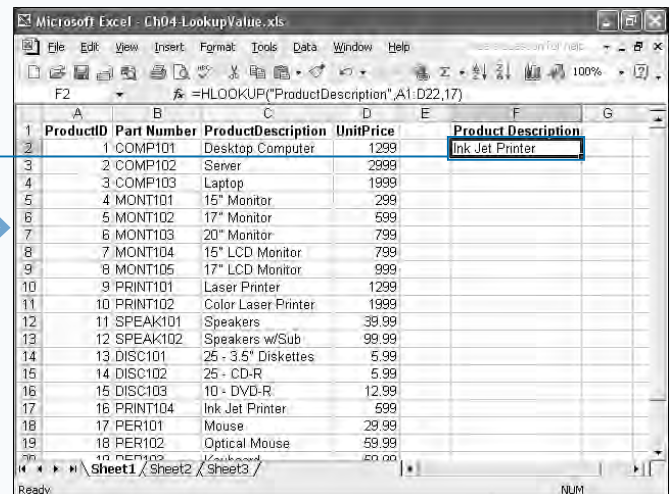 Microsoft Excel - Ch04-LookupValue.xls
File Edit View Insert Format Tools Data Window Help
100%
F2 fx =HLOOKUP("ProductDescription",A1:D22,17)
A B C D E F G
1 ProductID Part Number ProductDescription UnitPrice Product Description
2 1 COMP101 Desktop Computer 1299 Ink Jet Printer
3 2 COMP102 Server 2999
4 3 COMP103 Laptop 1999
5 4 MONT101 15" Monitor 299
6 5 MONT102 17" Monitor 599
7 6 MONT103 20" Monitor 799
8 7 MONT104 15" LCD Monitor 799
9 8 MONT105 17" LCD Monitor 999
10 9 PRINT101 Laser Printer 1299
11 10 PRINT102 Color Laser Printer 1999
12 11 SPEAK101 Speakers 39.99
13 12 SPEAK102 Speakers w/Sub 99.99
14 13 DISC101 25 - 3.5" Diskettes 5.99
15 14 DISC102 25 - CD-R 5.99
16 15 DISC103 10 - DVD-R 12.99
17 16 PRINT104 Ink Jet Printer 599
18 17 PER101 Mouse 29.99
19 18 PER102 Optical Mouse 59.99
Sheet1 / Sheet2 / Sheet3 /
Ready NUM